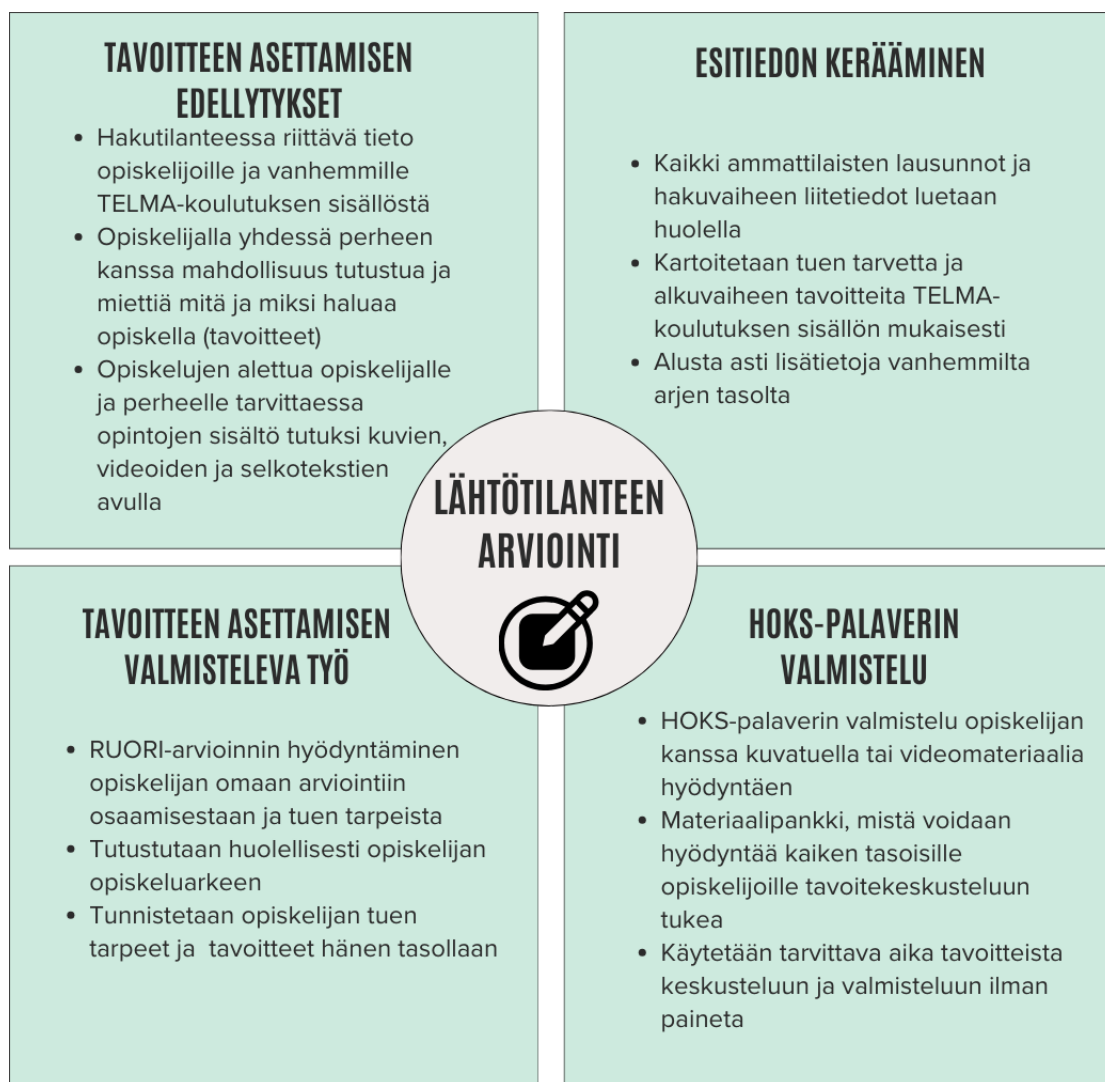 TAVOITTEEN ASETTAMISEN
EDELLYTYKSET
• Hakutilanteessa riittävä tieto
opiskelijoille ja vanhemmille
TELMA-koulutuksen sisällöstä
• Opiskelijalla yhdessä perheen
kanssa mahdollisuus tutustua ja
miettiä mitä ja miksi haluaa
opiskella (tavoitteet)
• Opiskelujen alettua opiskelijalle
ja perheelle tarvittaessa
opintojen sisältö tutuksi kuvien,
videoiden ja selkotekstien
avulla
ESITIEDON KERÄÄMINEN
• Kaikki ammattilaisten lausunnot ja
hakuvaiheen liitetiedot luetaan
huolella
• Kartoitetaan tuen tarvetta ja
alkuvaiheen tavoitteita TELMA-
koulutuksen sisällön mukaisesti
• Alusta asti lisätietoja vanhemmilta
arjen tasolta
LÄHTÖTILANTEEN
ARVIOINTI
TAVOITTEEN ASETTAMISEN
VALMISTELEVA TYÖ
• RUORI-arvioinnin hyödyntäminen
opiskelijan omaan arviointiin
osaamisestaan ja tuen tarpeista
• Tutustutaan huolellisesti opiskelijan
opiskeluarkeen
• Tunnistetaan opiskelijan tuen
tarpeet ja  tavoitteet hänen tasollaan
HOKS-PALAVERIN
VALMISTELU
• HOKS-palaverin valmistelu opiskelijan
kanssa kuvatuella tai videomateriaalia
hyödyntäen
• Materiaalipankki, mistä voidaan
hyödyntää kaiken tasoisille
opiskelijoille tavoitekeskusteluun
tukea
• Käytetään tarvittava aika tavoitteista
keskusteluun ja valmisteluun ilman
paineta